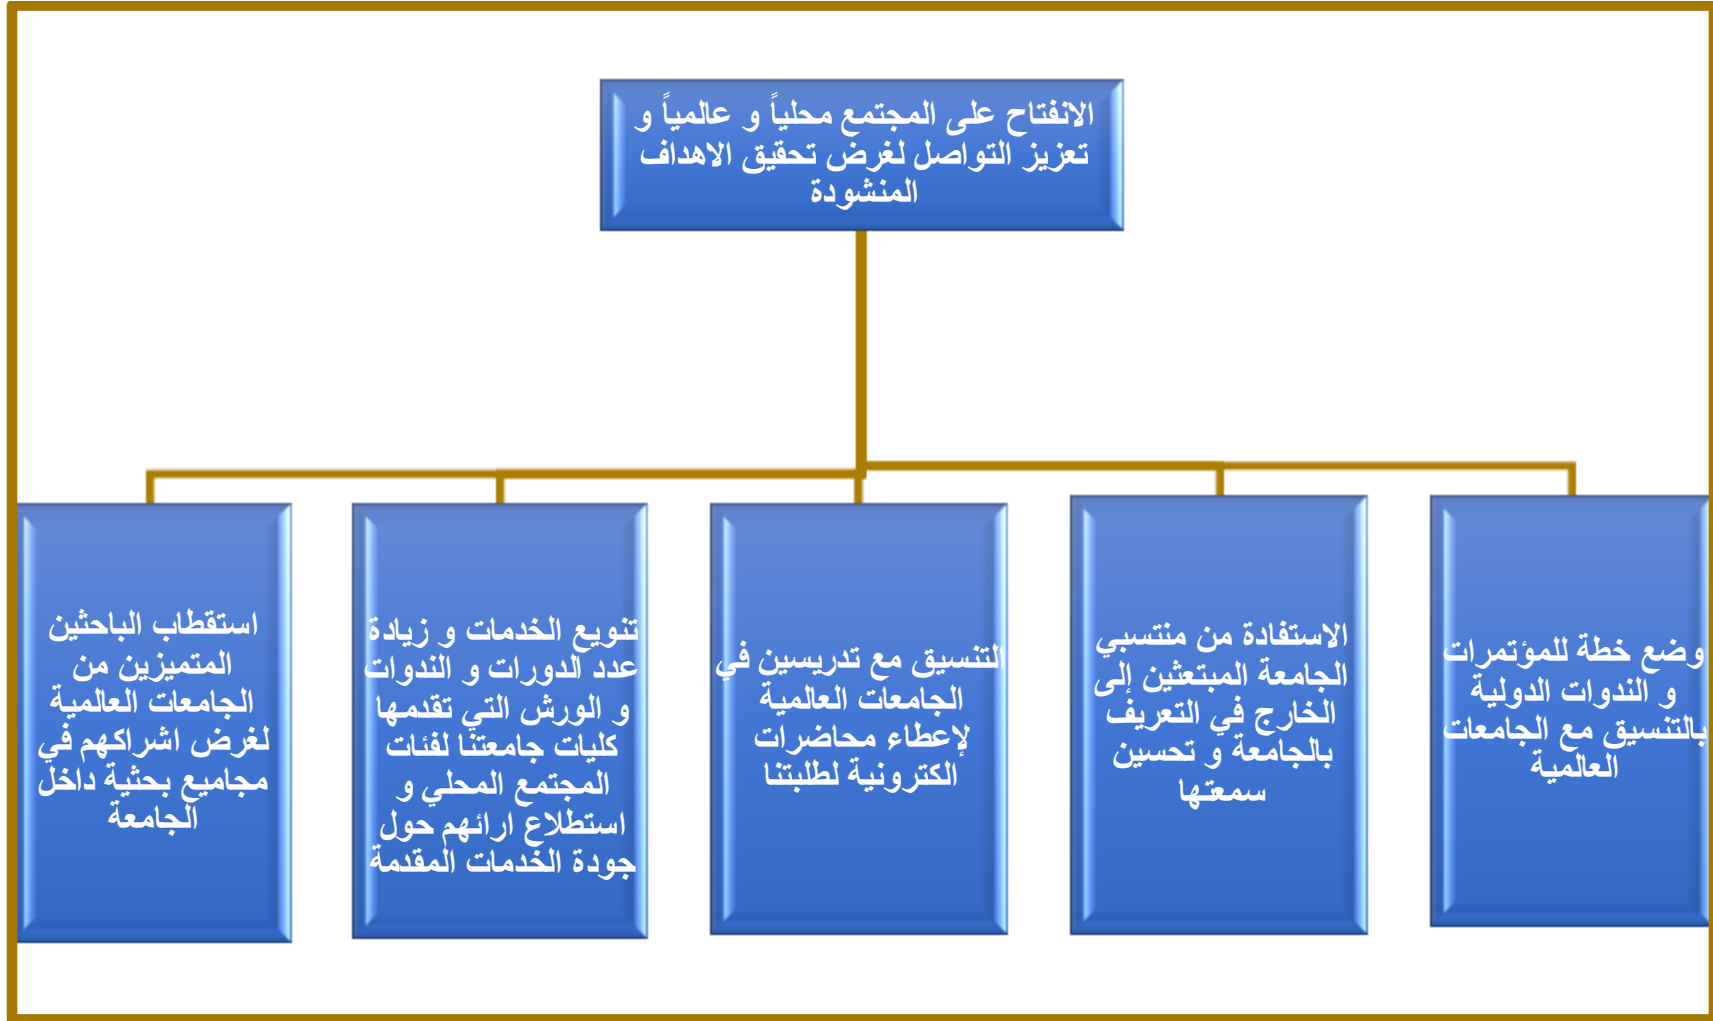 الانفتاح على المجتمع محلياً و عالمياً و
تعزيز التواصل لغرض تحقيق الاهداف
المنشودة
وضع خطة للمؤتمرات
و الندوات الدولية
بالتنسيق مع الجامعات
العالمية
الاستفادة من منتسبي
الجامعة المبتعثين إلى
الخارج في التعريف
بالجامعة و تحسين
سمعتها
التنسيق مع تدريسين في
الجامعات العالمية
لإعطاء محاضرات
الكترونية لطلبتنا
تنويع الخدمات و زيادة
عدد الدورات و الندوات
و الورش التي تقدمها
كليات جامعتنا لفئات
المجتمع المحلي و
استطلاع ارائهم حول
جودة الخدمات المقدمة
استقطاب الباحثين
المتميزين من
الجامعات العالمية
لغرض اشراكهم في
مجاميع بحثية داخل
الجامعة